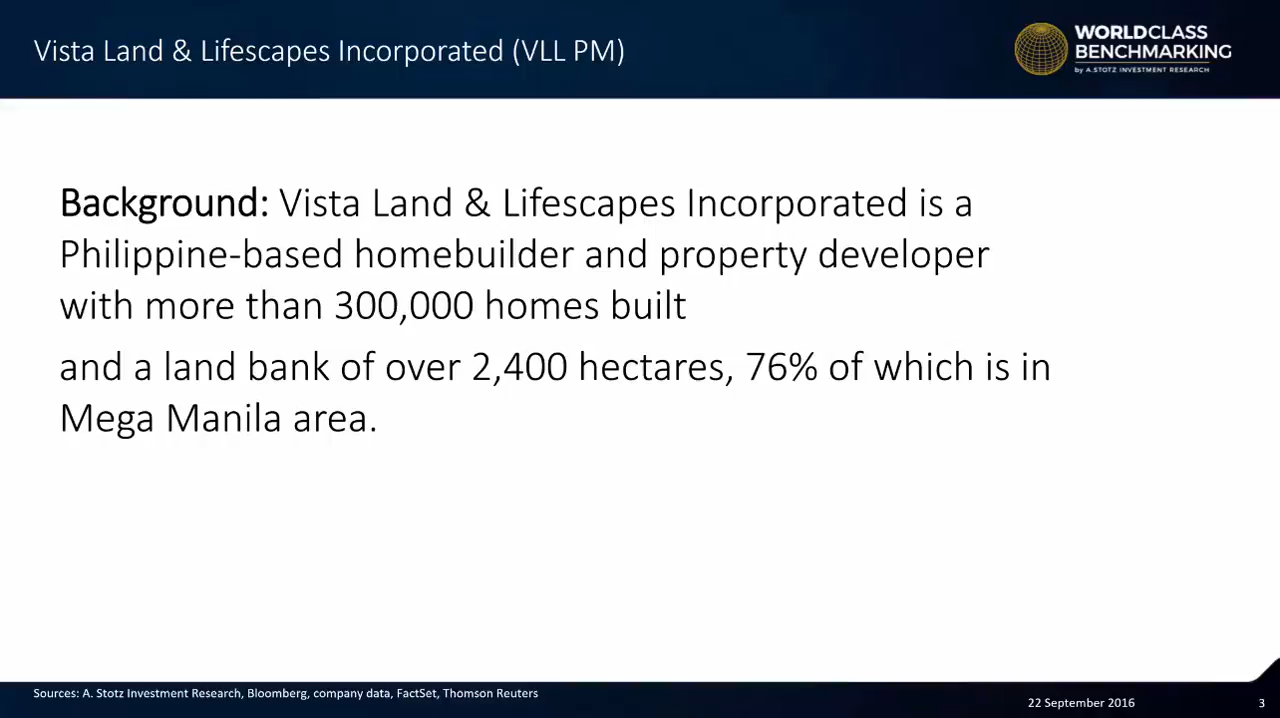 Vista Land & Lifescapes Incorporated (VLL PM)
WORLDCLASS
BENCHMARKING
by A.STOTZ INVESTMENT RESEARCH
Background: Vista Land & Lifescapes Incorporated is a
Philippine-based homebuilder and property developer
with more than 300,000 homes built
and a land bank of over 2,400 hectares, 76% of which is in
Mega Manila area.
Sources: A. Stotz Investment Research, Bloomberg, company data, FactSet, Thomson Reuters
22 September 2016
3